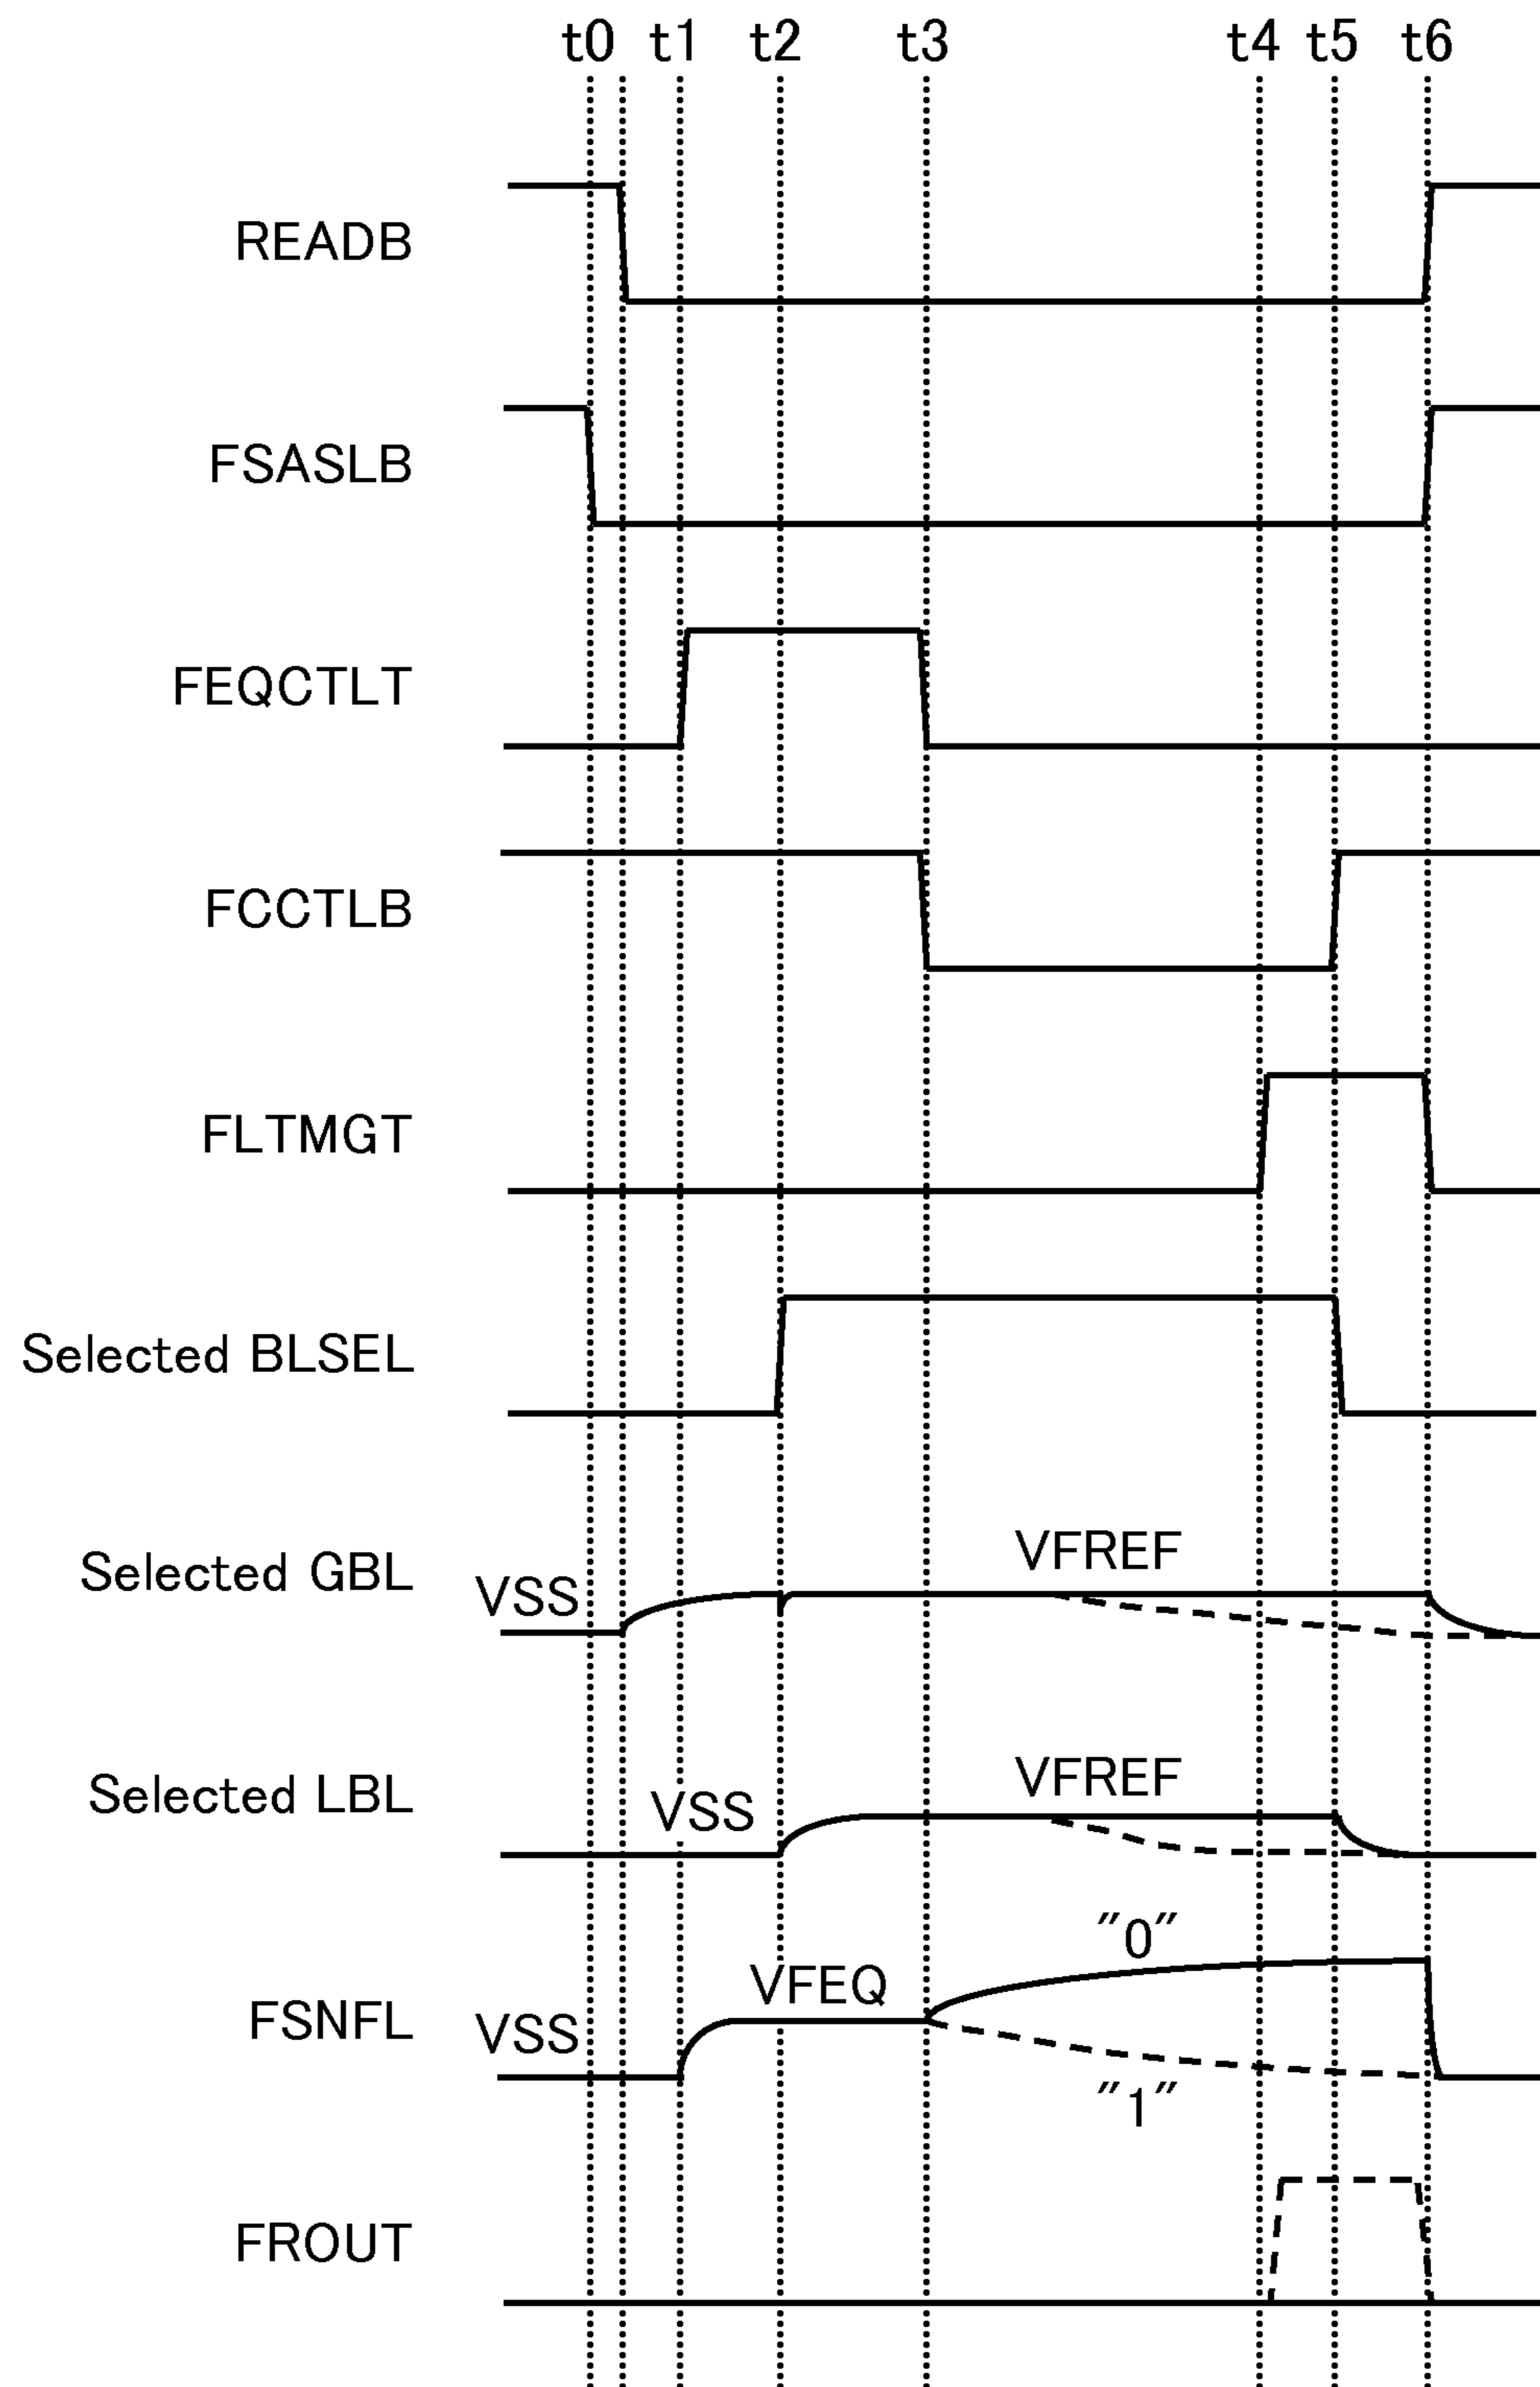 t0 t1 t2 t3 t4 t5 t6
READB
FSASLB
FEQCTLT
FCCTLB
FLTMGT
Selected BLSEL
VFREF
Selected GBL VSS
VFREF
Selected LBL VSS
"0"
VFEQ
FSNFL VSS
"1"
FROUT